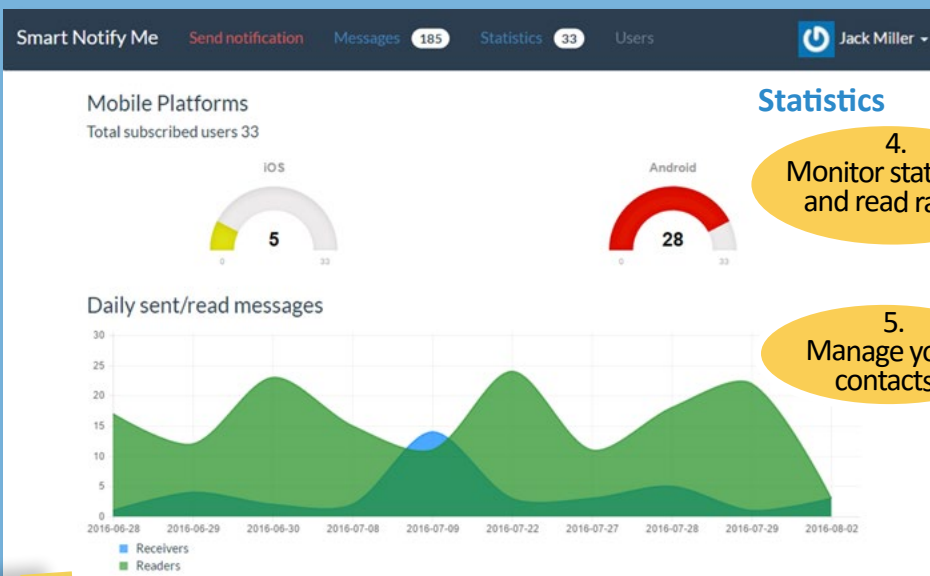 Smart Notify Me Send notification Messages 185 Statistics 33 Users Jack Miller
Mobile Platforms
Total subscribed users 33
iOS
5
0 33
Android
28
0 33
Statistics
4.
Monitor
and read
5.
Manage
contacts
Daily sent/read messages
30
25
20
15
10
5
0
2016-06-28 2016-06-29 2016-06-30 2016-07-08 2016-07-09 2016-07-22 2016-07-27 2016-07-28 2016-07-29 2016-08-02
Receivers
Readers